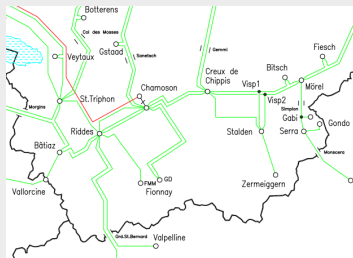 Botterens
Col des Mosses
Gstaad
Sanetsch
Gemmi
Fiesch
Veytaux
Bitsch
Creux de
Chippis
Visp1
Mörel
Chamoson
Visp2
Morgins
St.Triphon
Simplon
Gabi
Gondo
Riddes
Stalden
Serra
Bâtiaz
Monscera
Zermeiggern
GD
FMM
Fionnay
Vallorcine
Gnd.St.Bernard
Valpelline